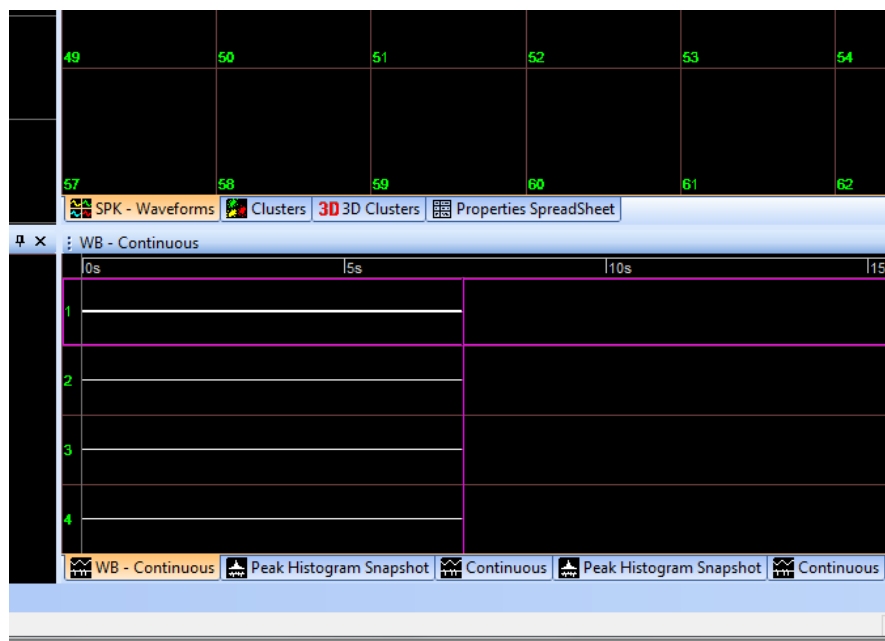 49 50 51 52 53 54
57 58 59 60 61 62
SPK - Waveforms Clusters 3D 3D Clusters Properties SpreadSheet
WB - Continuous
0s 5s 10s 15
1
2
3
4
WB - Continuous Peak Histogram Snapshot Continuous Peak Histogram Snapshot Continuous